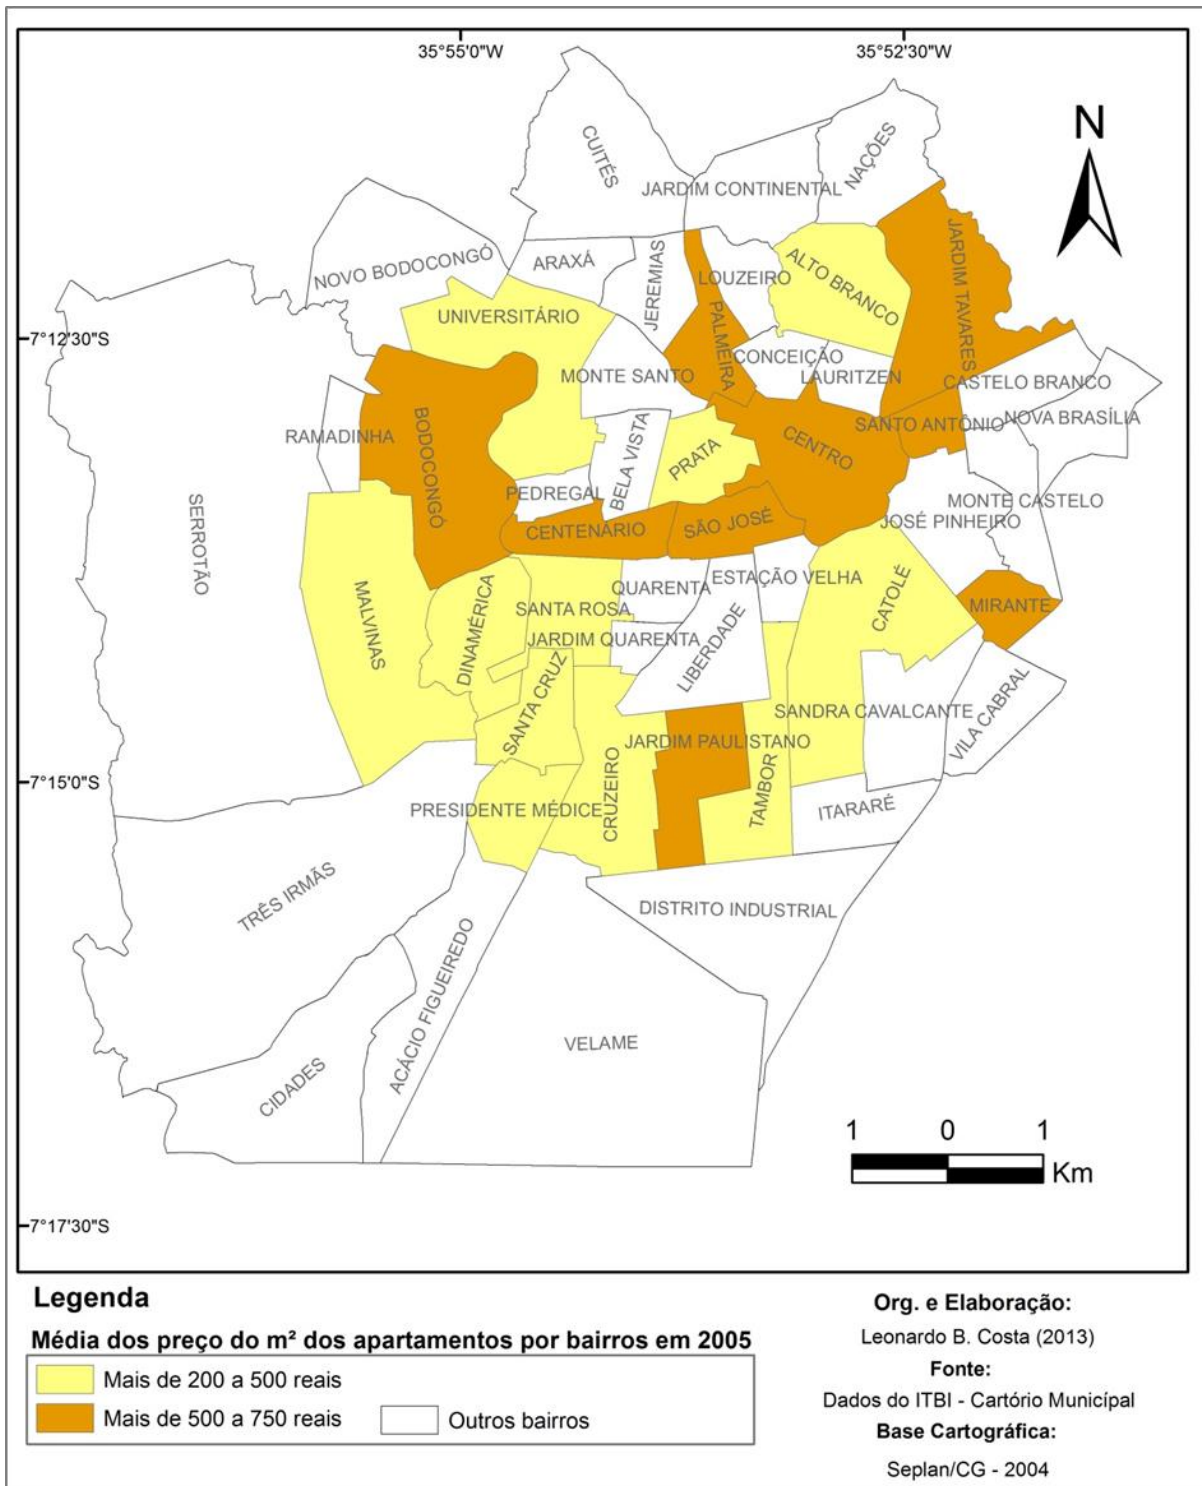 35°55'0"W
35°52'30"W
N
CUITÉS
NAÇÕES
JARDIM CONTINENTAL
NOVO BODOCONGÓ
ARAXÁ
JEREMIAS
LOUZEIRO
ALTO BRANCO
JARDIM TAVARES
UNIVERSITÁRIO
7°12'30"S
PALMEIRA
CONCEIÇÃO
LAURITZEN
MONTE SANTO
CASTELO BRANCO
NOVA BRASÍLIA
SANTO ANTÔNIO
RAMADINHA
BODOCONGÓ
BELA VISTA
PRATA
CENTRO
PEDREGAL
MONTE CASTELO
JOSÉ PINHEIRO
CENTENÁRIO
SÃO JOSÉ
SERROTÃO
ESTAÇÃO VELHA
QUARENTA
CATOLÉ
MIRANTE
SANTA ROSA
MALVINAS
DINAMÉRICA
JARDIM QUARENTA
LIBERDADE
SANTA CRUZ
SANDRA CAVALCANTE
VILA CABRAL
JARDIM PAULISTANO
7°15'0"S
CRUZEIRO
TAMBOR
PRESIDENTE MÉDICE
ITARARÉ
TRÊS IRMÃS
DISTRITO INDUSTRIAL
ACÁCIO FIGUEIREDO
VELAME
CIDADES
1 0 1
Km
7°17'30"S
Legenda
Média dos preço do m² dos apartamentos por bairros em 2005
Mais de 200 a 500 reais
Mais de 500 a 750 reais
Outros bairros
Org. e Elaboração:
Leonardo B. Costa (2013)
Fonte:
Dados do ITBI - Cartório Municípal
Base Cartográfica:
Seplan/CG - 2004